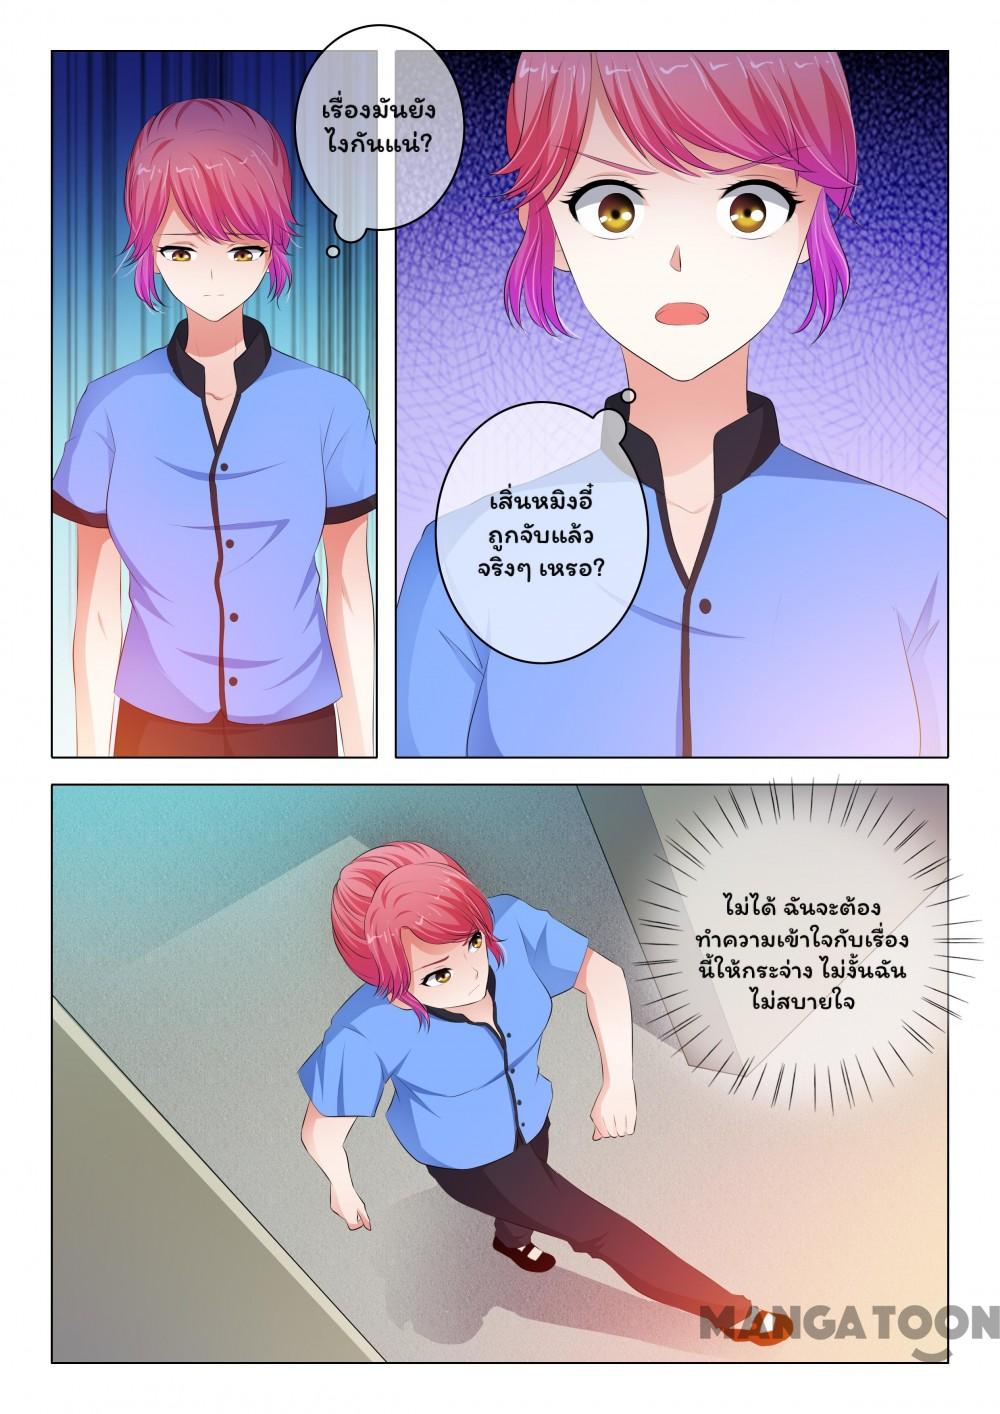 เรื่องมันยัง
ไงกันแน่?
เสิ่นหมิงอี๋
ถูกจับแล้ว
จริงๆ เหรอ?
ไม่ได้ ฉันจะต้อง
ทำความเข้าใจกับเรื่อง
นี้ให้กระจ่าง ไม่งั้นฉัน
ไม่สบายใจ
MANGATOON